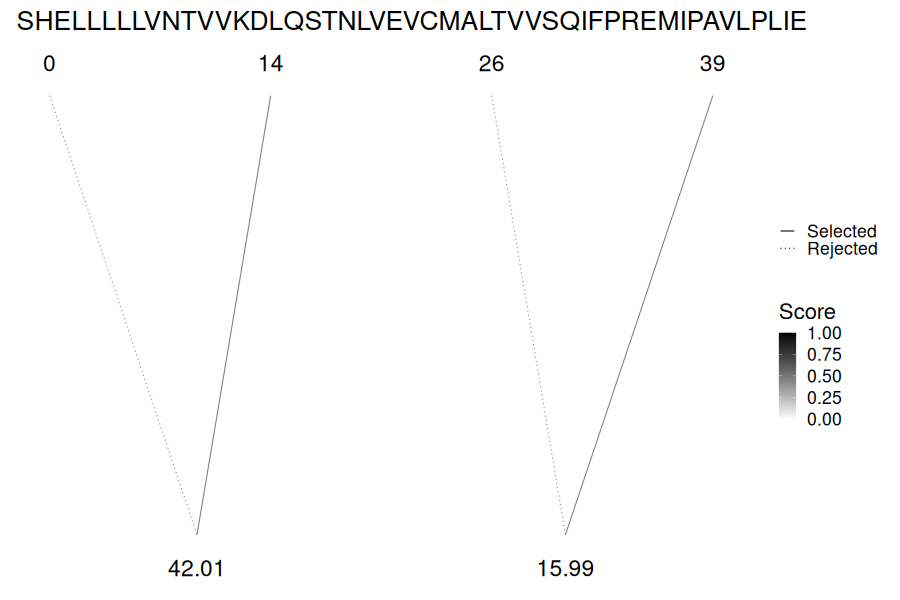 SHELLLLLVNTVVKDLQSTNLVEVCMALTVVSQIFPREMIPAVLPLIE
0 14 26 39
Selected
Rejected
Score
1.00
0.75
0.50
0.25
0.00
42.01 15.99